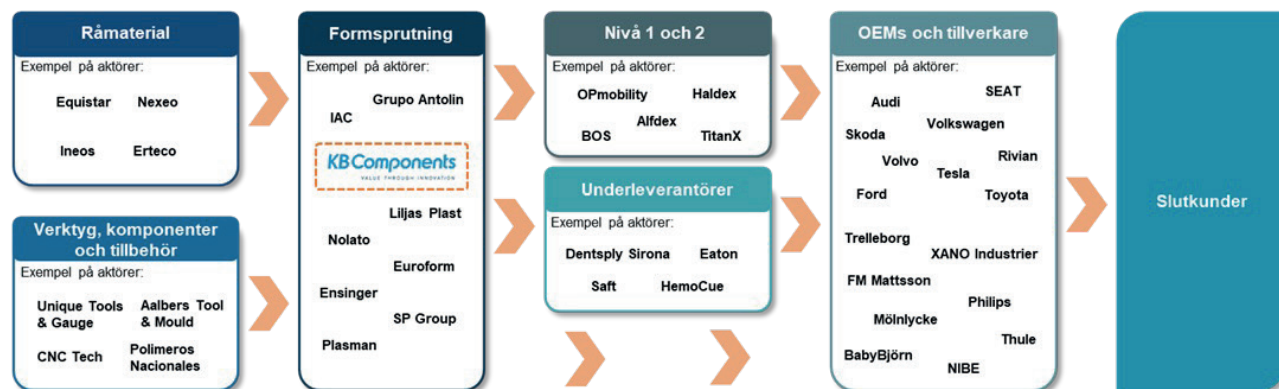 Råmaterial
Exempel på aktörer:
Equistar
Nexeo
Ineos
Erteco
Verktyg, komponenter
och tillbehör
Exempel på aktörer:
Unique Tools
& Gauge
Aalbers Tool
& Mould
CNC Tech
Polimeros
Nacionales
Formsprutning
Exempel på aktörer:
Grupo Antolin
IAC
KB Components
VALUE THROUGH INNOVATION
Liljas Plast
Nolato
Euroform
Ensinger
SP Group
Plasman
Nivå 1 och 2
Exempel på aktörer:
OPmobility
Haldex
Alfdex
BOS
TitanX
Underleverantörer
Exempel på aktörer:
Dentsply Sirona
Eaton
Saft
HemoCue
OEMs och tillverkare
Exempel på aktörer:
SEAT
Audi
Volkswagen
Skoda
Rivian
Volvo
Tesla
Ford
Toyota
Trelleborg
XANO Industrier
FM Mattsson
Philips
Mölnlycke
Thule
BabyBjörn
NIBE
Slutkunder